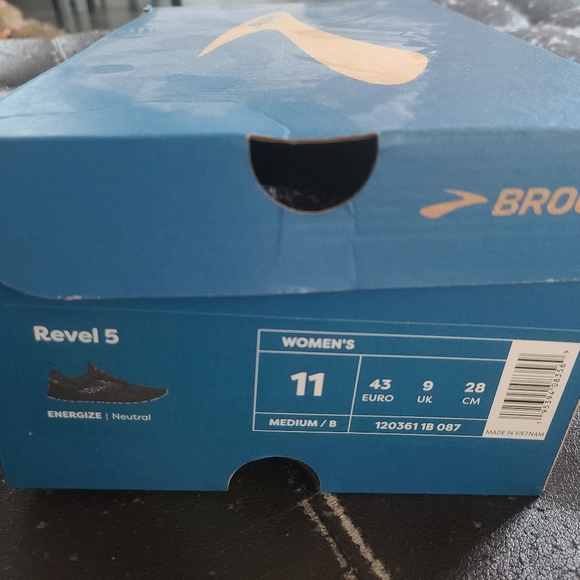 BROO
Revel 5
ENERGIZE | Neutral
WOMEN'S
11
43 EURO
9 UK
28 CM
MEDIUM / B
120361 1B 087
MADE IN VIETNAM